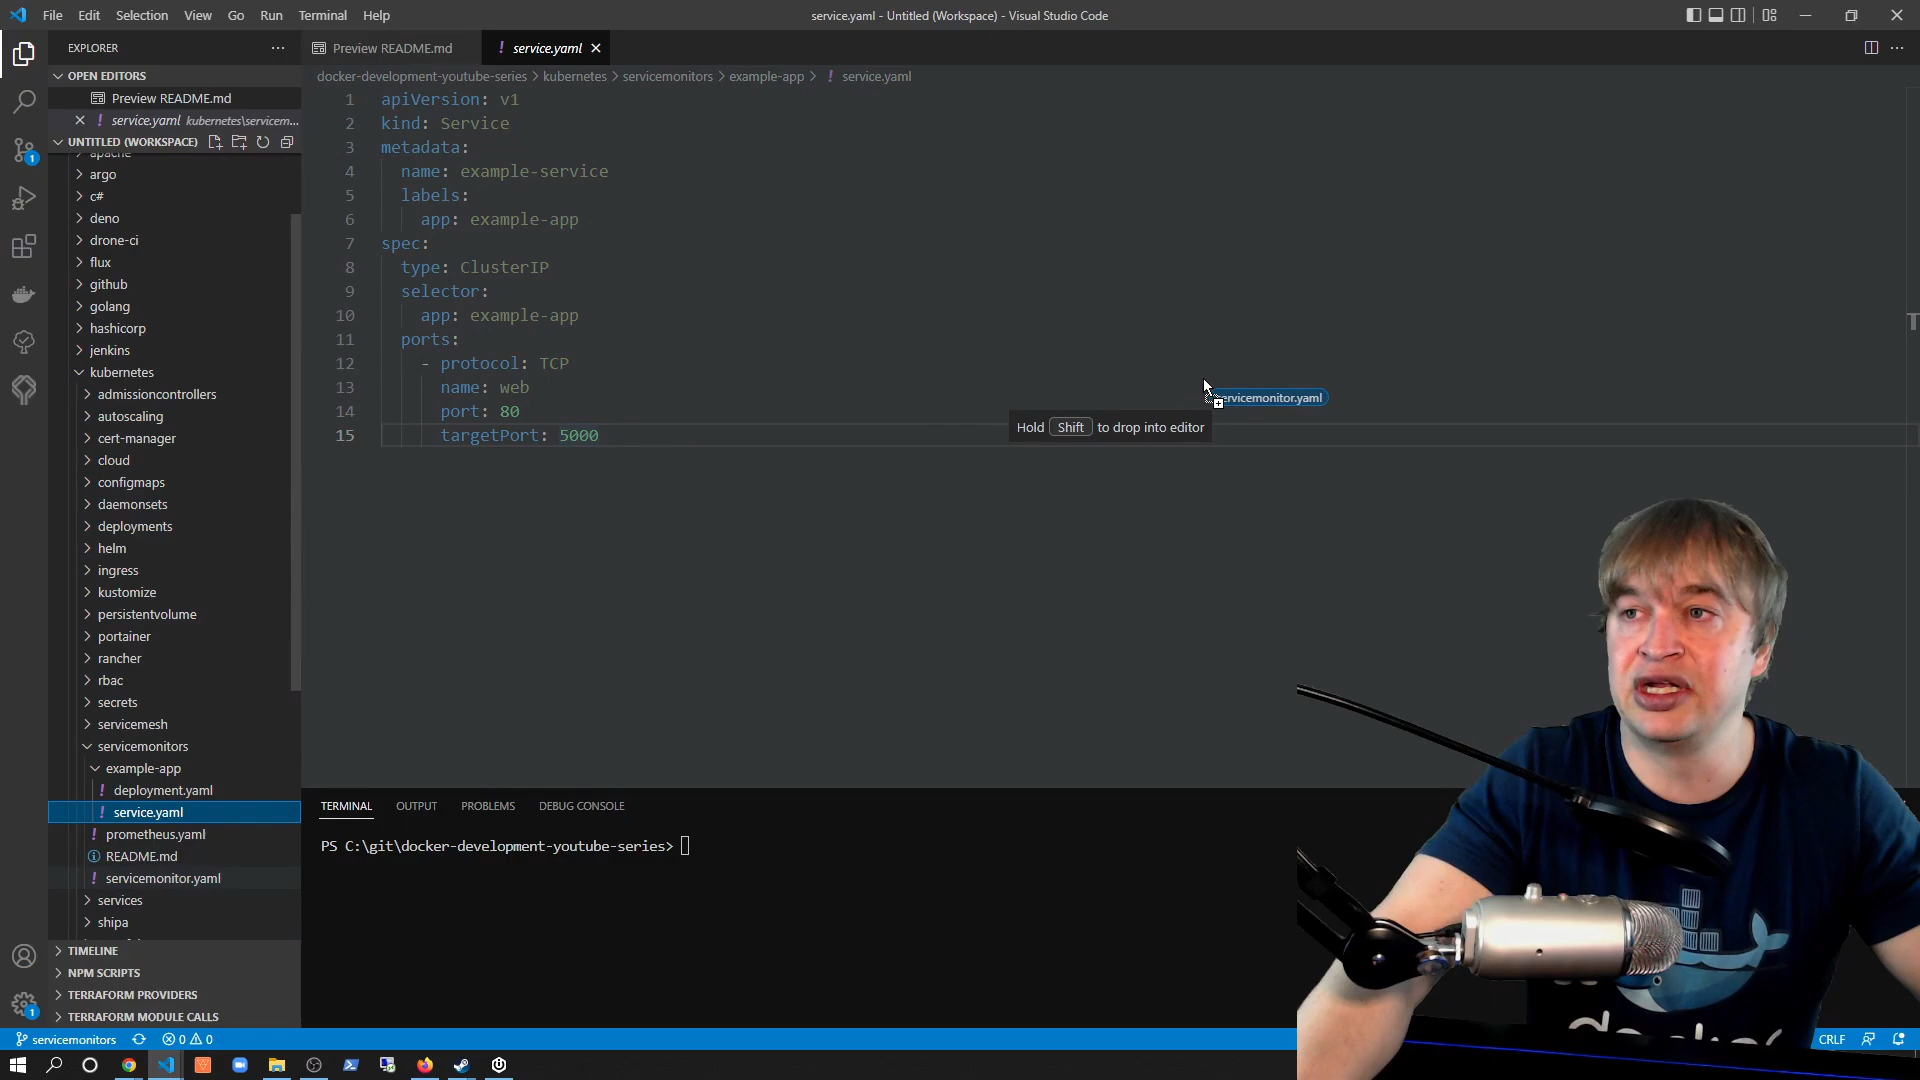 File Edit Selection View Go Run Terminal Help
service.yaml - Untitled (Workspace) - Visual Studio Code
EXPLORER
OPEN EDITORS
Preview README.md
service.yaml kubernetes\servicem...
UNTITLED (WORKSPACE)
apache
argo
c#
deno
drone-ci
flux
github
golang
hashicorp
jenkins
kubernetes
admissioncontrollers
autoscaling
cert-manager
cloud
configmaps
daemonsets
deployments
helm
ingress
kustomize
persistentvolume
portainer
rancher
rbac
secrets
servicemesh
servicemonitors
example-app
! deployment.yaml
! service.yaml
! prometheus.yaml
README.md
! servicemonitor.yaml
services
shipa
TIMELINE
NPM SCRIPTS
TERRAFORM PROVIDERS
TERRAFORM MODULE CALLS
Preview README.md
! service.yaml
docker-development-youtube-series > kubernetes > servicemonitors > example-app > ! service.yaml
1 apiVersion: v1
2 kind: Service
3 metadata:
4 name: example-service
5 labels:
6 app: example-app
7 spec:
8 type: ClusterIP
9 selector:
10 app: example-app
11 ports:
12 - protocol: TCP
13 name: web
14 port: 80
15 targetPort: 5000
servicemonitor.yaml
Hold Shift to drop into editor
TERMINAL OUTPUT PROBLEMS DEBUG CONSOLE
PS C:\git\docker-development-youtube-series>
1
1
servicemonitors 0 0
CRLF